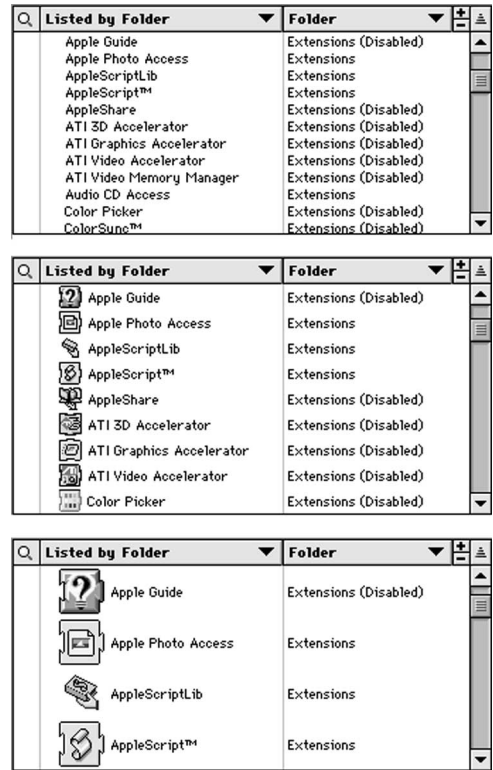 Listed by Folder Folder
Apple Guide Extensions (Disabled)
Apple Photo Access Extensions
AppleScriptLib Extensions
AppleScript™ Extensions
AppleShare Extensions (Disabled)
ATI 3D Accelerator Extensions (Disabled)
ATI Graphics Accelerator Extensions (Disabled)
ATI Video Accelerator Extensions (Disabled)
ATI Video Memory Manager Extensions (Disabled)
Audio CD Access Extensions
Color Picker Extensions (Disabled)
ColorSync™ Extensions (Disabled)
Listed by Folder Folder
Apple Guide Extensions (Disabled)
Apple Photo Access Extensions
AppleScriptLib Extensions
AppleScript™ Extensions
AppleShare Extensions (Disabled)
ATI 3D Accelerator Extensions (Disabled)
ATI Graphics Accelerator Extensions (Disabled)
ATI Video Accelerator Extensions (Disabled)
Color Picker Extensions (Disabled)
Listed by Folder Folder
Apple Guide Extensions (Disabled)
Apple Photo Access Extensions
AppleScriptLib Extensions
AppleScript™ Extensions